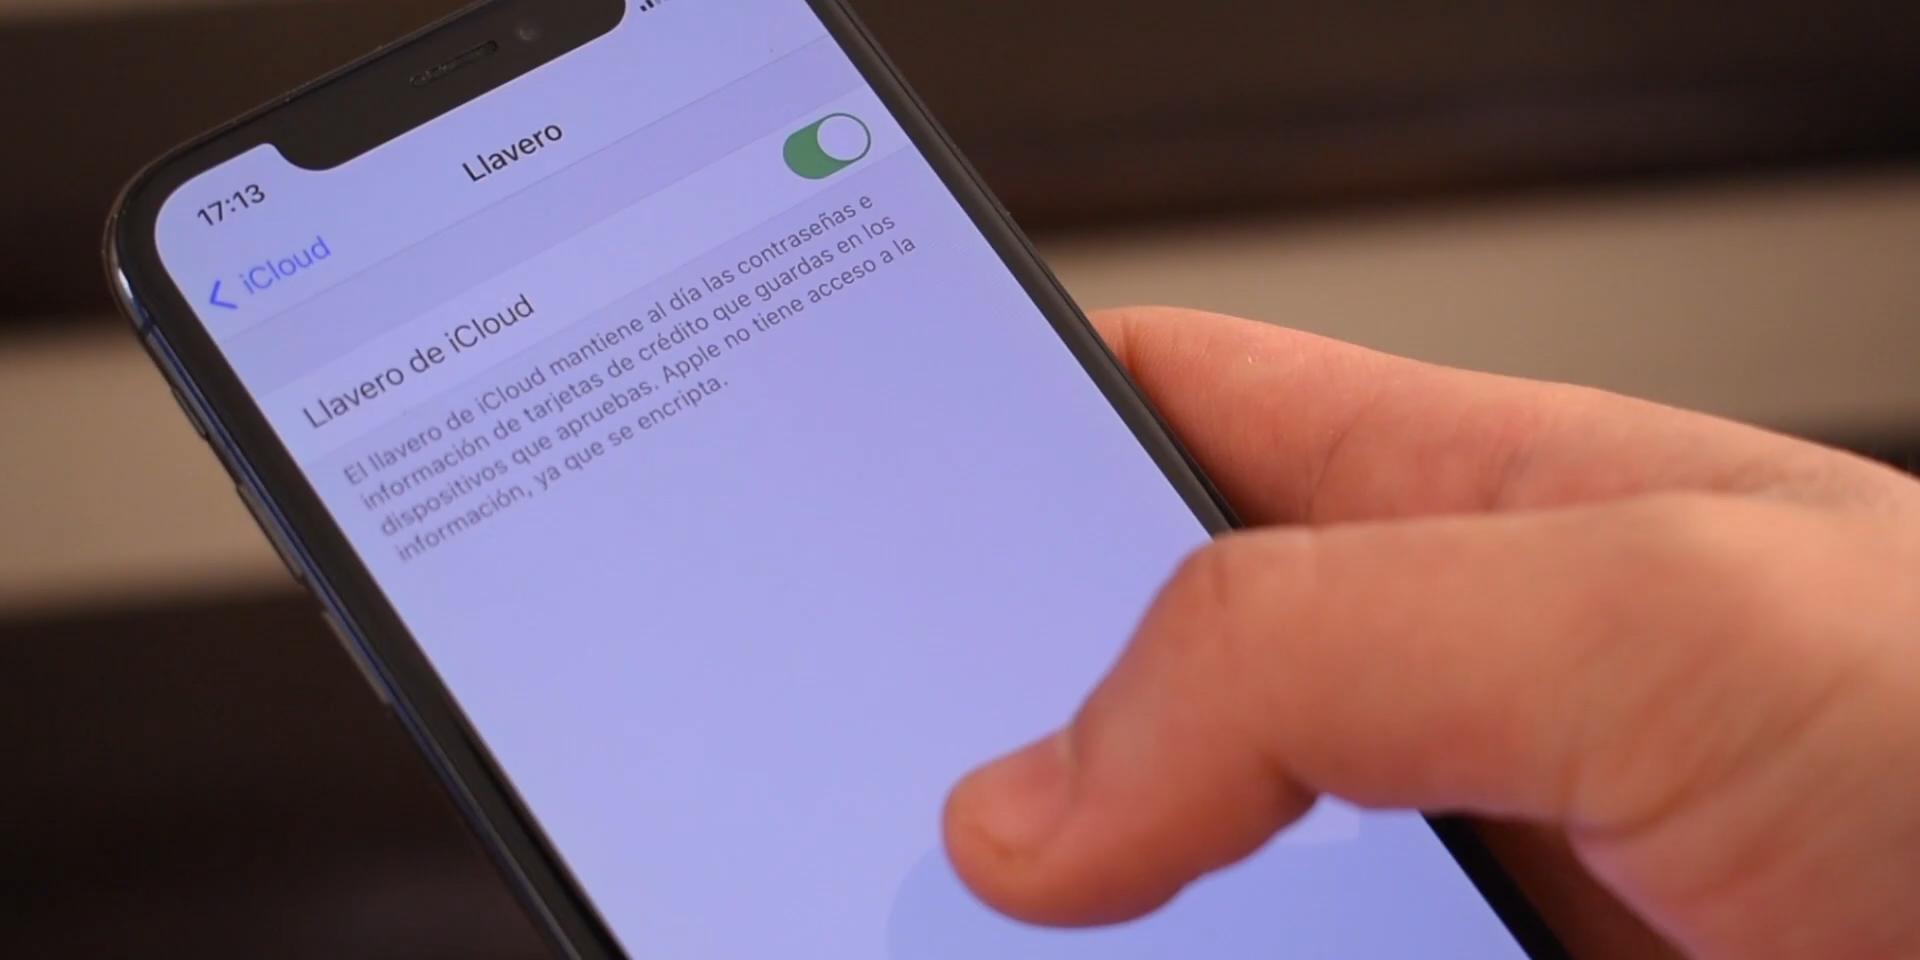 17:13
iCloud
Llavero
Llavero de iCloud
El llavero de iCloud mantiene al día las contraseñas e
información de tarjetas de crédito que guardas en los
dispositivos que apruebas. Apple no tiene acceso a la
información, ya que se encripta.